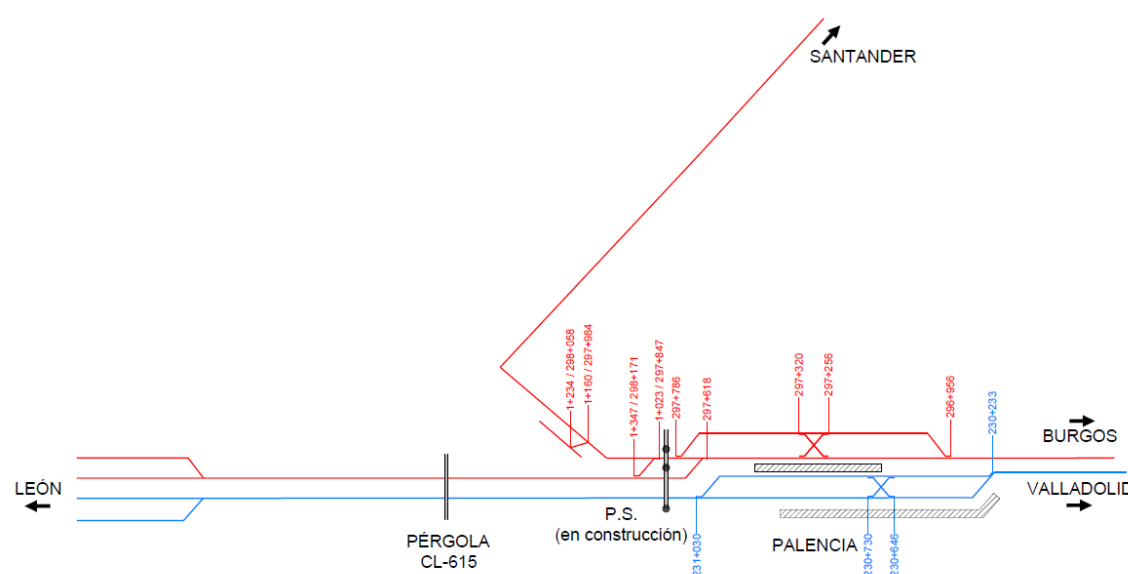 SANTANDER
1+234 / 298+058
1+160 / 297+984
1+347 / 298+171
1+023 / 297+847
297+786
297+618
297+320
297+256
296+956
230+233
BURGOS
LEÓN
VALLADOLID
P.S.
(en construcción)
PÉRGOLA
CL-615
PALENCIA
231+030
230+730
230+646